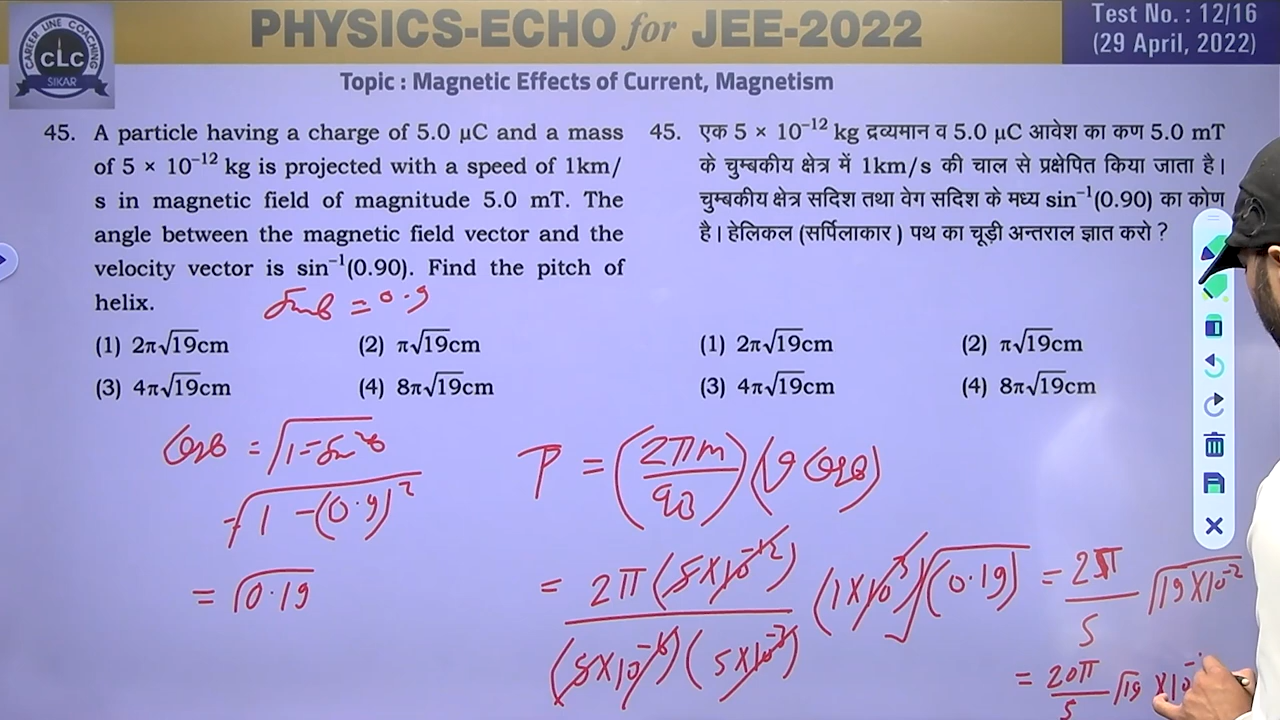 CAREER LINE COACHING
CLC
SIKAR
PHYSICS-ECHO for JEE-2022
Test No. : 12/16
(29 April, 2022)
Topic : Magnetic Effects of Current, Magnetism
45. A particle having a charge of 5.0 μC and a mass
of 5 × 10⁻¹² kg is projected with a speed of 1km/
s in magnetic field of magnitude 5.0 mT. The
angle between the magnetic field vector and the
velocity vector is sin⁻¹(0.90). Find the pitch of
helix.
sinθ = 0.9
(1) 2π√19cm (2) π√19cm
(3) 4π√19cm (4) 8π√19cm
45. एक 5 × 10⁻¹² kg द्रव्यमान व 5.0 μC आवेश का कण 5.0 mT
के चुम्बकीय क्षेत्र में 1km/s की चाल से प्रक्षेपित किया जाता है।
चुम्बकीय क्षेत्र सदिश तथा वेग सदिश के मध्य sin⁻¹(0.90) का कोण
है। हेलिकल (सर्पिलाकार ) पथ का चूड़ी अन्तराल ज्ञात करो ?
(1) 2π√19cm (2) π√19cm
(3) 4π√19cm (4) 8π√19cm
Cosθ = √1-sin²θ
= √1-(0.9)²
= √0.19
P = (2πm/qB)(v Cosθ)
= 2π(5×10⁻¹²)/(5×10⁻⁶)(5×10⁻³) (1×10³)√(0.19) = 2π/5 √19×10⁻²
= 20π/5 √19 ×10